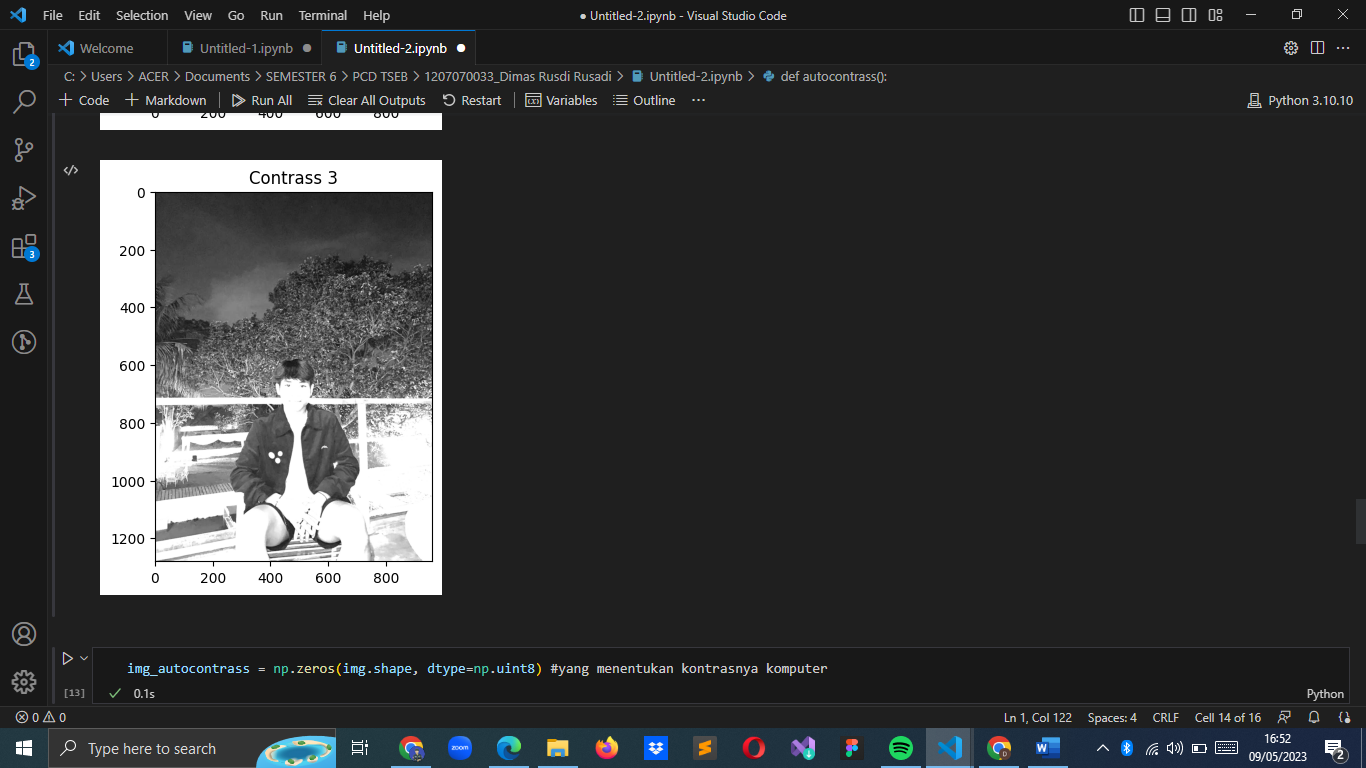 File Edit Selection View Go Run Terminal Help
● Untitled-2.ipynb - Visual Studio Code
Welcome
Untitled-1.ipynb ●
Untitled-2.ipynb ●
C: > Users > ACER > Documents > SEMESTER 6 > PCD TSEB > 1207070033_Dimas Rusdi Rusadi > Untitled-2.ipynb > def autocontrass():
+ Code + Markdown Run All Clear All Outputs Restart Variables Outline ··· Python 3.10.10
0 200 400 600 800
Contrass 3
0
200
400
600
800
1000
1200
0 200 400 600 800
img_autocontrass = np.zeros(img.shape, dtype=np.uint8) #yang menentukan kontrasnya komputer
[13] 0.1s Python
2
3
0 0 Ln 1, Col 122 Spaces: 4 CRLF Cell 14 of 16
Type here to search
zoom
16:52
09/05/2023
2